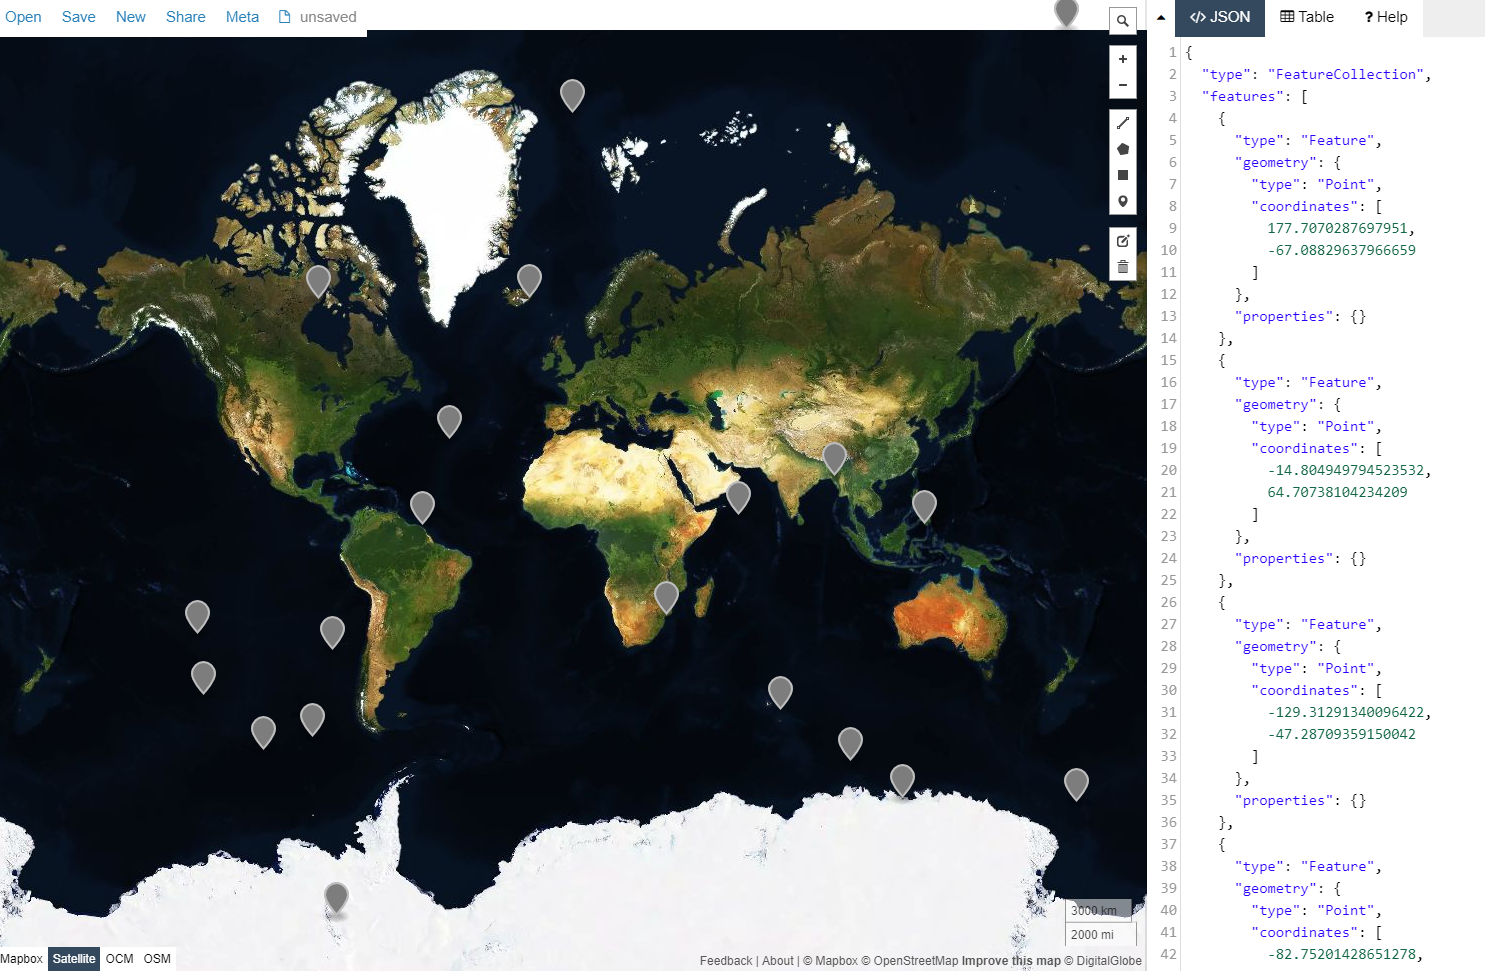 Open Save New Share Meta unsaved
</> JSON Table ? Help
+
−
1 {
2 "type": "FeatureCollection",
3 "features": [
4 {
5 "type": "Feature",
6 "geometry": {
7 "type": "Point",
8 "coordinates": [
9 177.7070287697951,
10 -67.08829637966659
11 ]
12 },
13 "properties": {}
14 },
15 {
16 "type": "Feature",
17 "geometry": {
18 "type": "Point",
19 "coordinates": [
20 -14.804949794523532,
21 64.70738104234209
22 ]
23 },
24 "properties": {}
25 },
26 {
27 "type": "Feature",
28 "geometry": {
29 "type": "Point",
30 "coordinates": [
31 -129.31291340096422,
32 -47.28709359150042
33 ]
34 },
35 "properties": {}
36 },
37 {
38 "type": "Feature",
39 "geometry": {
40 "type": "Point",
41 "coordinates": [
42 -82.75201428651278,
3000 km
2000 mi
Mapbox Satellite OCM OSM
Feedback | About | © Mapbox © OpenStreetMap Improve this map © DigitalGlobe